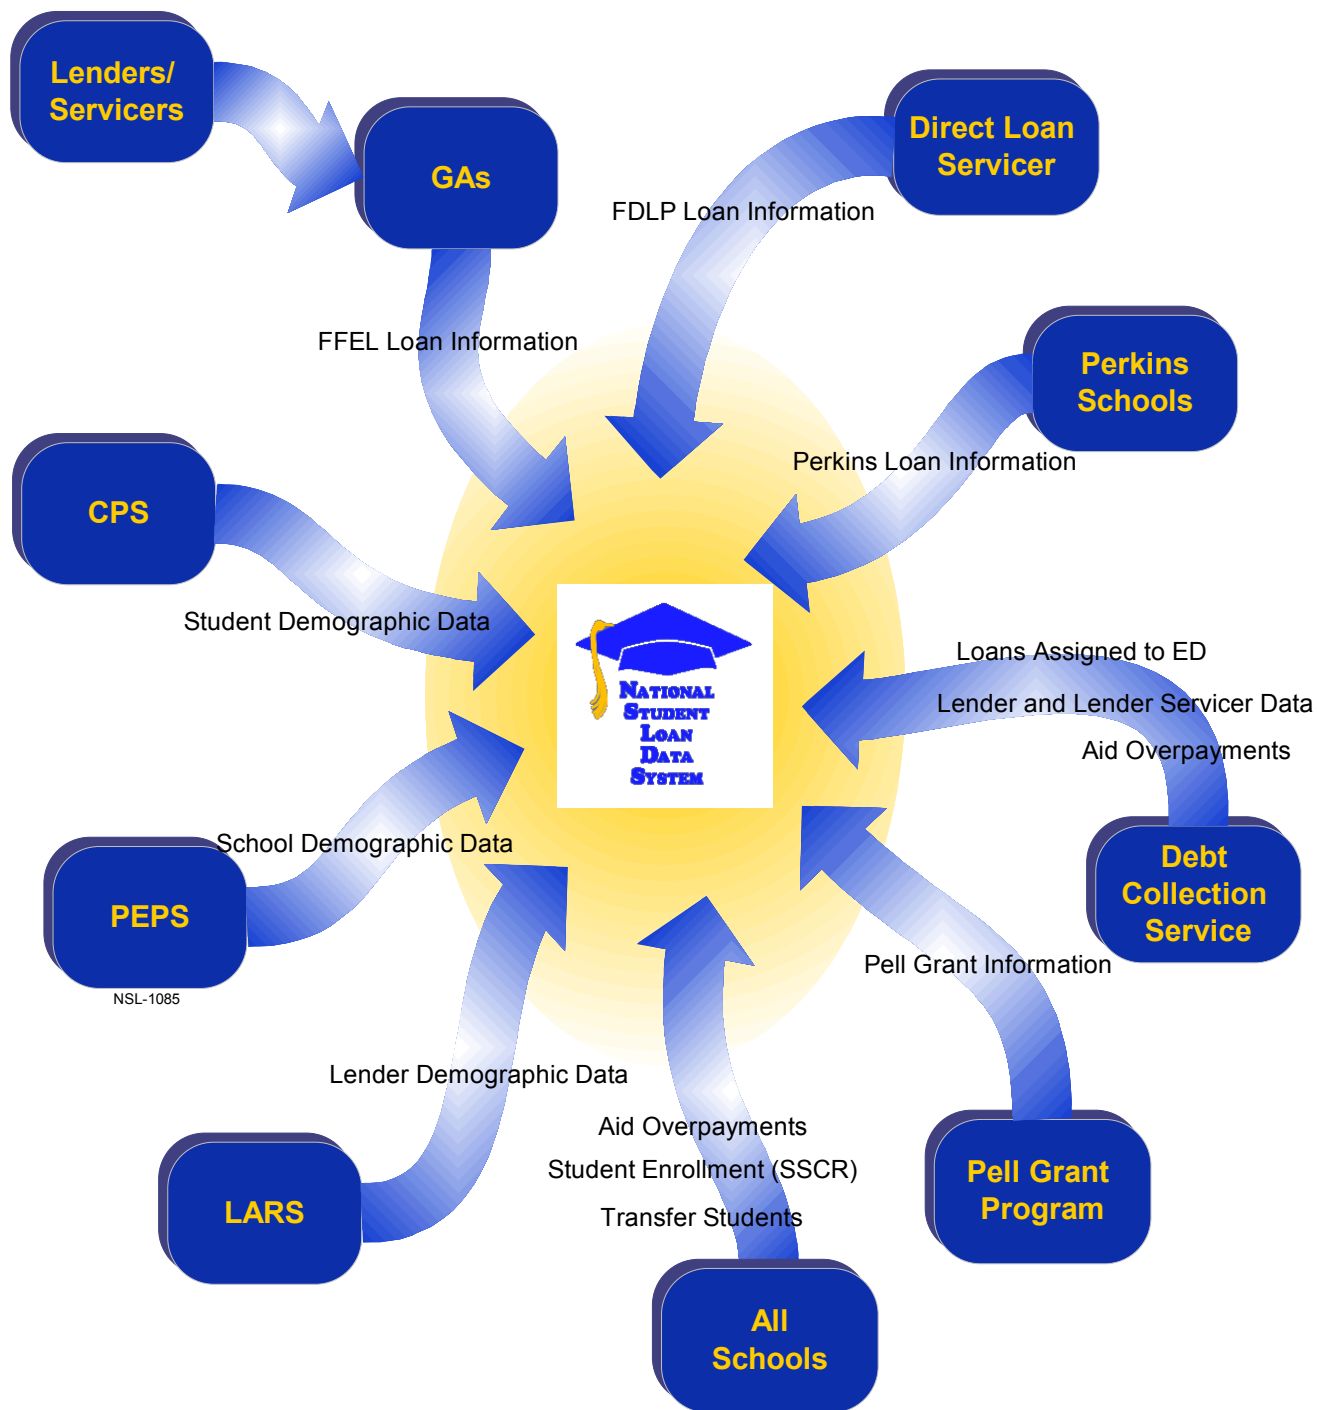 Lenders/
Servicers
GAs
Direct Loan
Servicer
FDLP Loan Information
FFEL Loan Information
Perkins
Schools
Perkins Loan Information
CPS
Student Demographic Data
NATIONAL
STUDENT
LOAN
DATA
SYSTEM
Loans Assigned to ED
Lender and Lender Servicer Data
Aid Overpayments
Debt
Collection
Service
School Demographic Data
PEPS
NSL-1085
Pell Grant Information
Lender Demographic Data
Aid Overpayments
Student Enrollment (SSCR)
Transfer Students
Pell Grant
Program
LARS
All
Schools